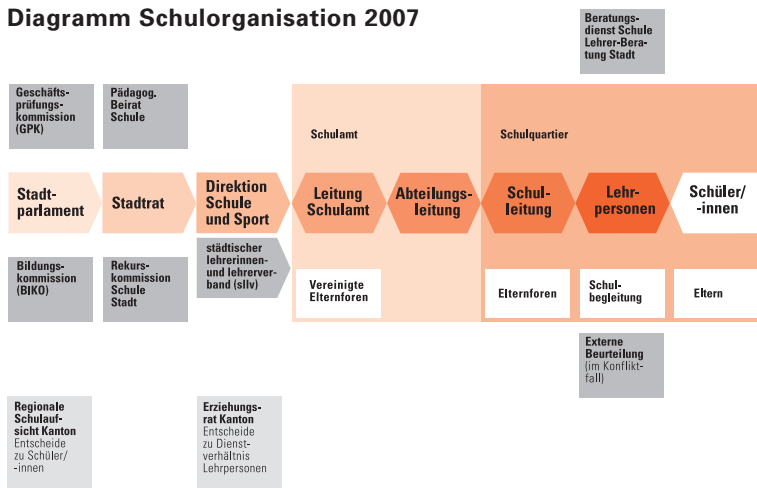 Diagramm Schulorganisation 2007
Beratungs-
dienst Schule
Lehrer-Bera-
tung Stadt
Geschäfts-
prüfungs-
kommission
(GPK)
Pädagog.
Beirat
Schule
Schulamt
Schulquartier
Stadt-
parlament
Stadtrat
Direktion
Schule
und Sport
Leitung
Schulamt
Abteilungs-
leitung
Schul-
leitung
Lehr-
personen
Schüler/
-innen
Bildungs-
kommission
(BIKO)
Rekurs-
kommission
Schule
Stadt
städtischer
lehrerinnen-
und lehrerver-
band (sllv)
Vereinigte
Elternforen
Elternforen
Schul-
begleitung
Eltern
Externe
Beurteilung
(im Konflikt-
fall)
Regionale
Schulauf-
sicht Kanton
Entscheide
zu Schüler/
-innen
Erziehungs-
rat Kanton
Entscheide
zu Dienst-
verhältnis
Lehrpersonen